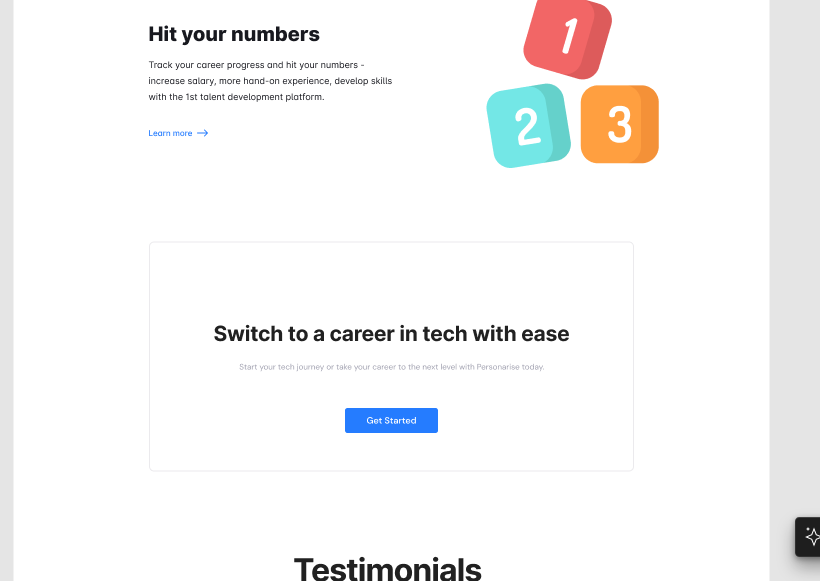 Hit your numbers
Track your career progress and hit your numbers -
increase salary, more hand-on experience, develop skills
with the 1st talent development platform.
Learn more
1
2
3
Switch to a career in tech with ease
Start your tech journey or take your career to the next level with Personarise today.
Get Started
Testimonials